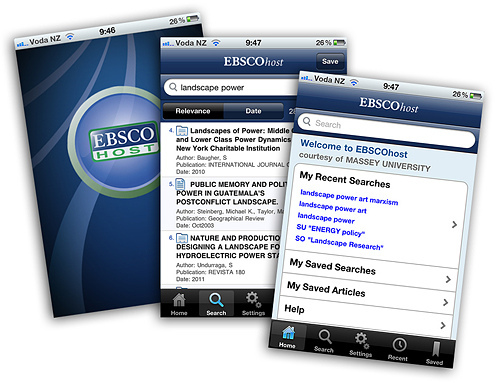 Voda NZ 9:46 26%
EBSCO
HOST
Voda NZ 9:47 26%
EBSCOhost Save
landscape power
Relevance Date
4. Landscapes of Power: Middle
and Lower Class Power Dynamics
New York Charitable Institution
Author: Baugher, S
Publication: INTERNATIONAL JOURNAL
Date: 2010
5. PUBLIC MEMORY AND
POWER IN GUATEMALA'S
POSTCONFLICT LANDSCAPE.
Author: Steinberg, Michael K., Taylor,
Publication: Geographical Review
Date: Oct2003
6. NATURE AND
DESIGNING A LANDSCAPE
HYDROELECTRIC POWER
Author: Undurraga, S
Publication: REVISTA 180
Date: 2011
Home Search Settings
Voda NZ 9:47 26%
EBSCOhost
Search
Welcome to EBSCOhost
courtesy of MASSEY UNIVERSITY
My Recent Searches
landscape power art marxism
landscape power art
landscape power
SU "ENERGY policy"
SO "Landscape Research"
My Saved Searches
My Saved Articles
Help
Home Search Settings Recent Saved